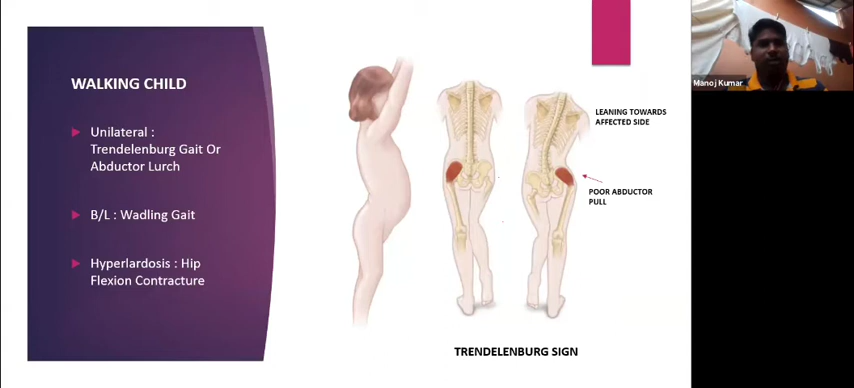 WALKING CHILD
Unilateral :
Trendelenburg Gait Or
Abductor Lurch
B/L : Wadling Gait
Hyperlardosis : Hip
Flexion Contracture
LEANING TOWARDS
AFFECTED SIDE
POOR ABDUCTOR
PULL
TRENDELENBURG SIGN
Manoj Kumar